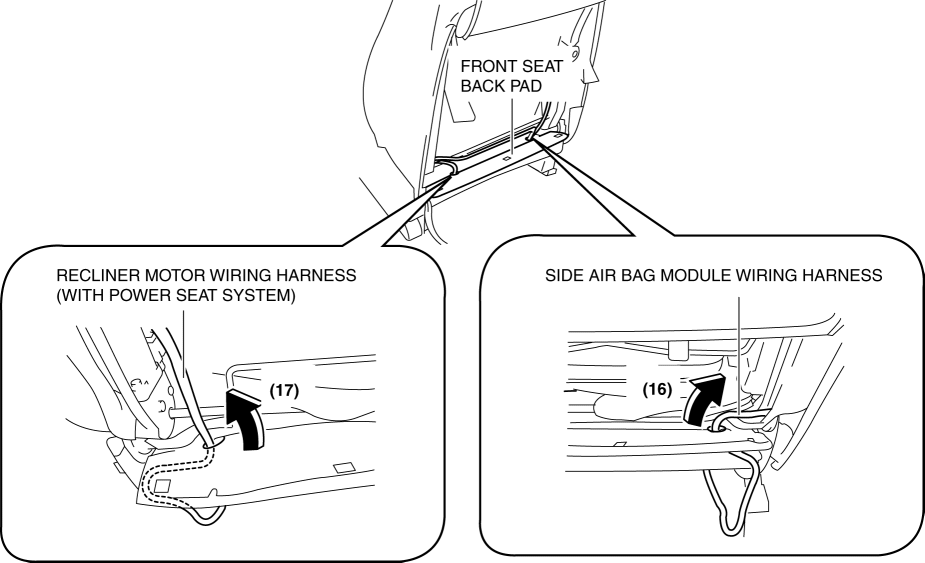 FRONT SEAT
BACK PAD
RECLINER MOTOR WIRING HARNESS
(WITH POWER SEAT SYSTEM)
(17)
SIDE AIR BAG MODULE WIRING HARNESS
(16)